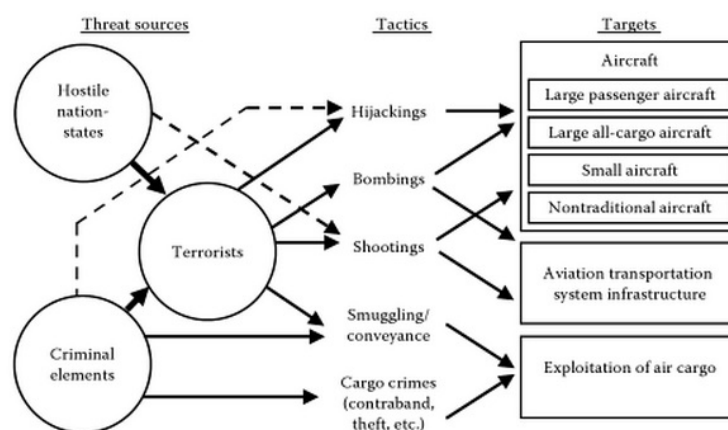 Threat sources
Tactics
Targets
Hostile
nation-
states
Terrorists
Criminal
elements
Hijackings
Bombings
Shootings
Smuggling/
conveyance
Cargo crimes
(contraband,
theft, etc.)
Aircraft
Large passenger aircraft
Large all-cargo aircraft
Small aircraft
Nontraditional aircraft
Aviation transportation
system infrastructure
Exploitation of air cargo